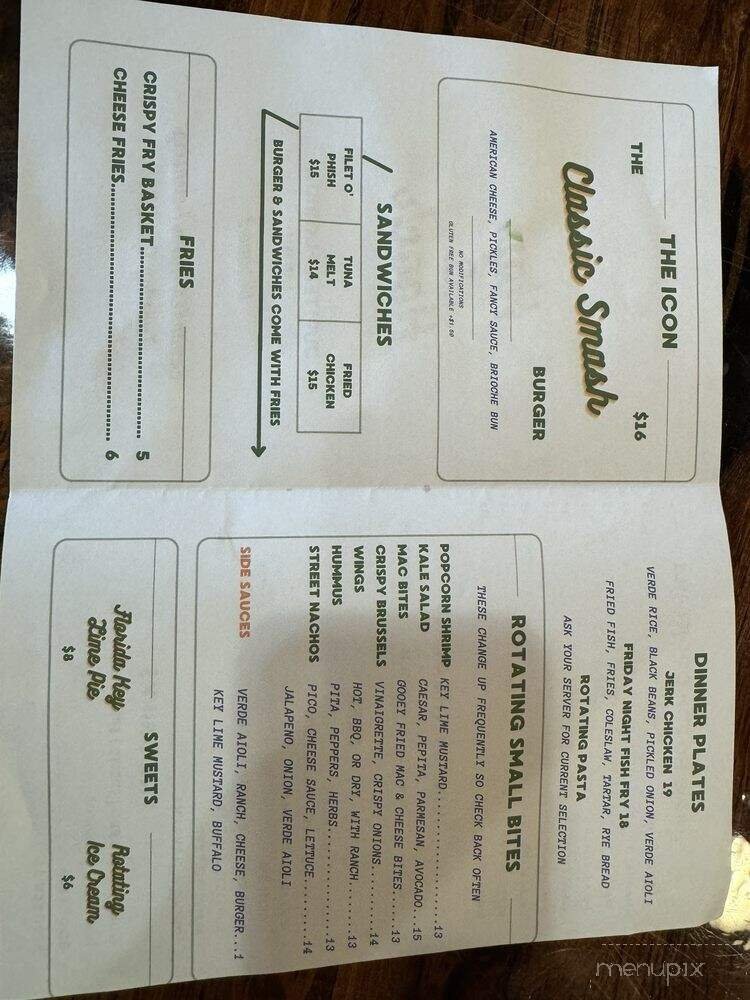 THE ICON
THE
Classic Smash
$16
BURGER
AMERICAN CHEESE, PICKLES, FANCY SAUCE, BRIOCHE BUN
NO MODIFICATIONS
GLUTEN FREE BUN AVAILABLE +$1.00
SANDWICHES
FILET O'
PHISH
$15
TUNA
MELT
$14
FRIED
CHICKEN
$15
BURGER & SANDWICHES COME WITH FRIES
FRIES
CRISPY FRY BASKET........................................ 5
CHEESE FRIES.................................................. 6
DINNER PLATES
JERK CHICKEN 19
VERDE RICE, BLACK BEANS, PICKLED ONION, VERDE AIOLI
FRIDAY NIGHT FISH FRY 18
FRIED FISH, FRIES, COLESLAW, TARTAR, RYE BREAD
ROTATING PASTA
ASK YOUR SERVER FOR CURRENT SELECTION
ROTATING SMALL BITES
THESE CHANGE UP FREQUENTLY SO CHECK BACK OFTEN
POPCORN SHRIMP KEY LIME MUSTARD..................13
KALE SALAD CAESAR, PEPITA, PARMESAN, AVOCADO...15
MAC BITES GOOEY FRIED MAC & CHEESE BITES......13
CRISPY BRUSSELS VINAIGRETTE, CRISPY ONIONS.........14
WINGS HOT, BBQ, OR DRY, WITH RANCH........13
HUMMUS PITA, PEPPERS, HERBS................13
STREET NACHOS PICO, CHEESE SAUCE, LETTUCE.........14
JALAPENO, ONION, VERDE AIOLI
SIDE SAUCES VERDE AIOLI, RANCH, CHEESE, BURGER...1
KEY LIME MUSTARD, BUFFALO
SWEETS
Florida Key
Lime Pie
$8
Rotating
Ice Cream
$6
menupix